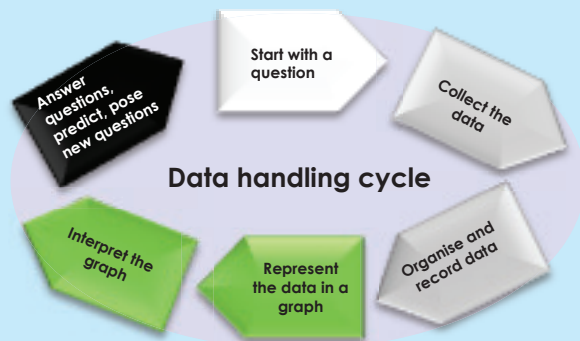 Start with a
question
Collect the
data
Organise and
record data
Represent
the data in a
graph
Interpret the
graph
Answer
questions,
predict, pose
new questions
Data handling cycle